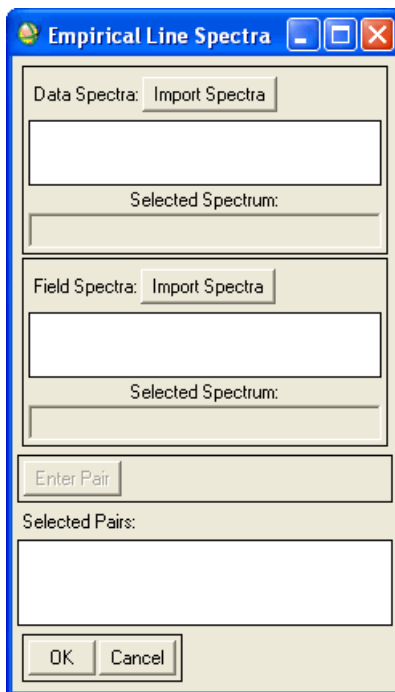 Empirical Line Spectra
Data Spectra: Import Spectra
Selected Spectrum:
Field Spectra: Import Spectra
Selected Spectrum:
Enter Pair
Selected Pairs:
OK Cancel